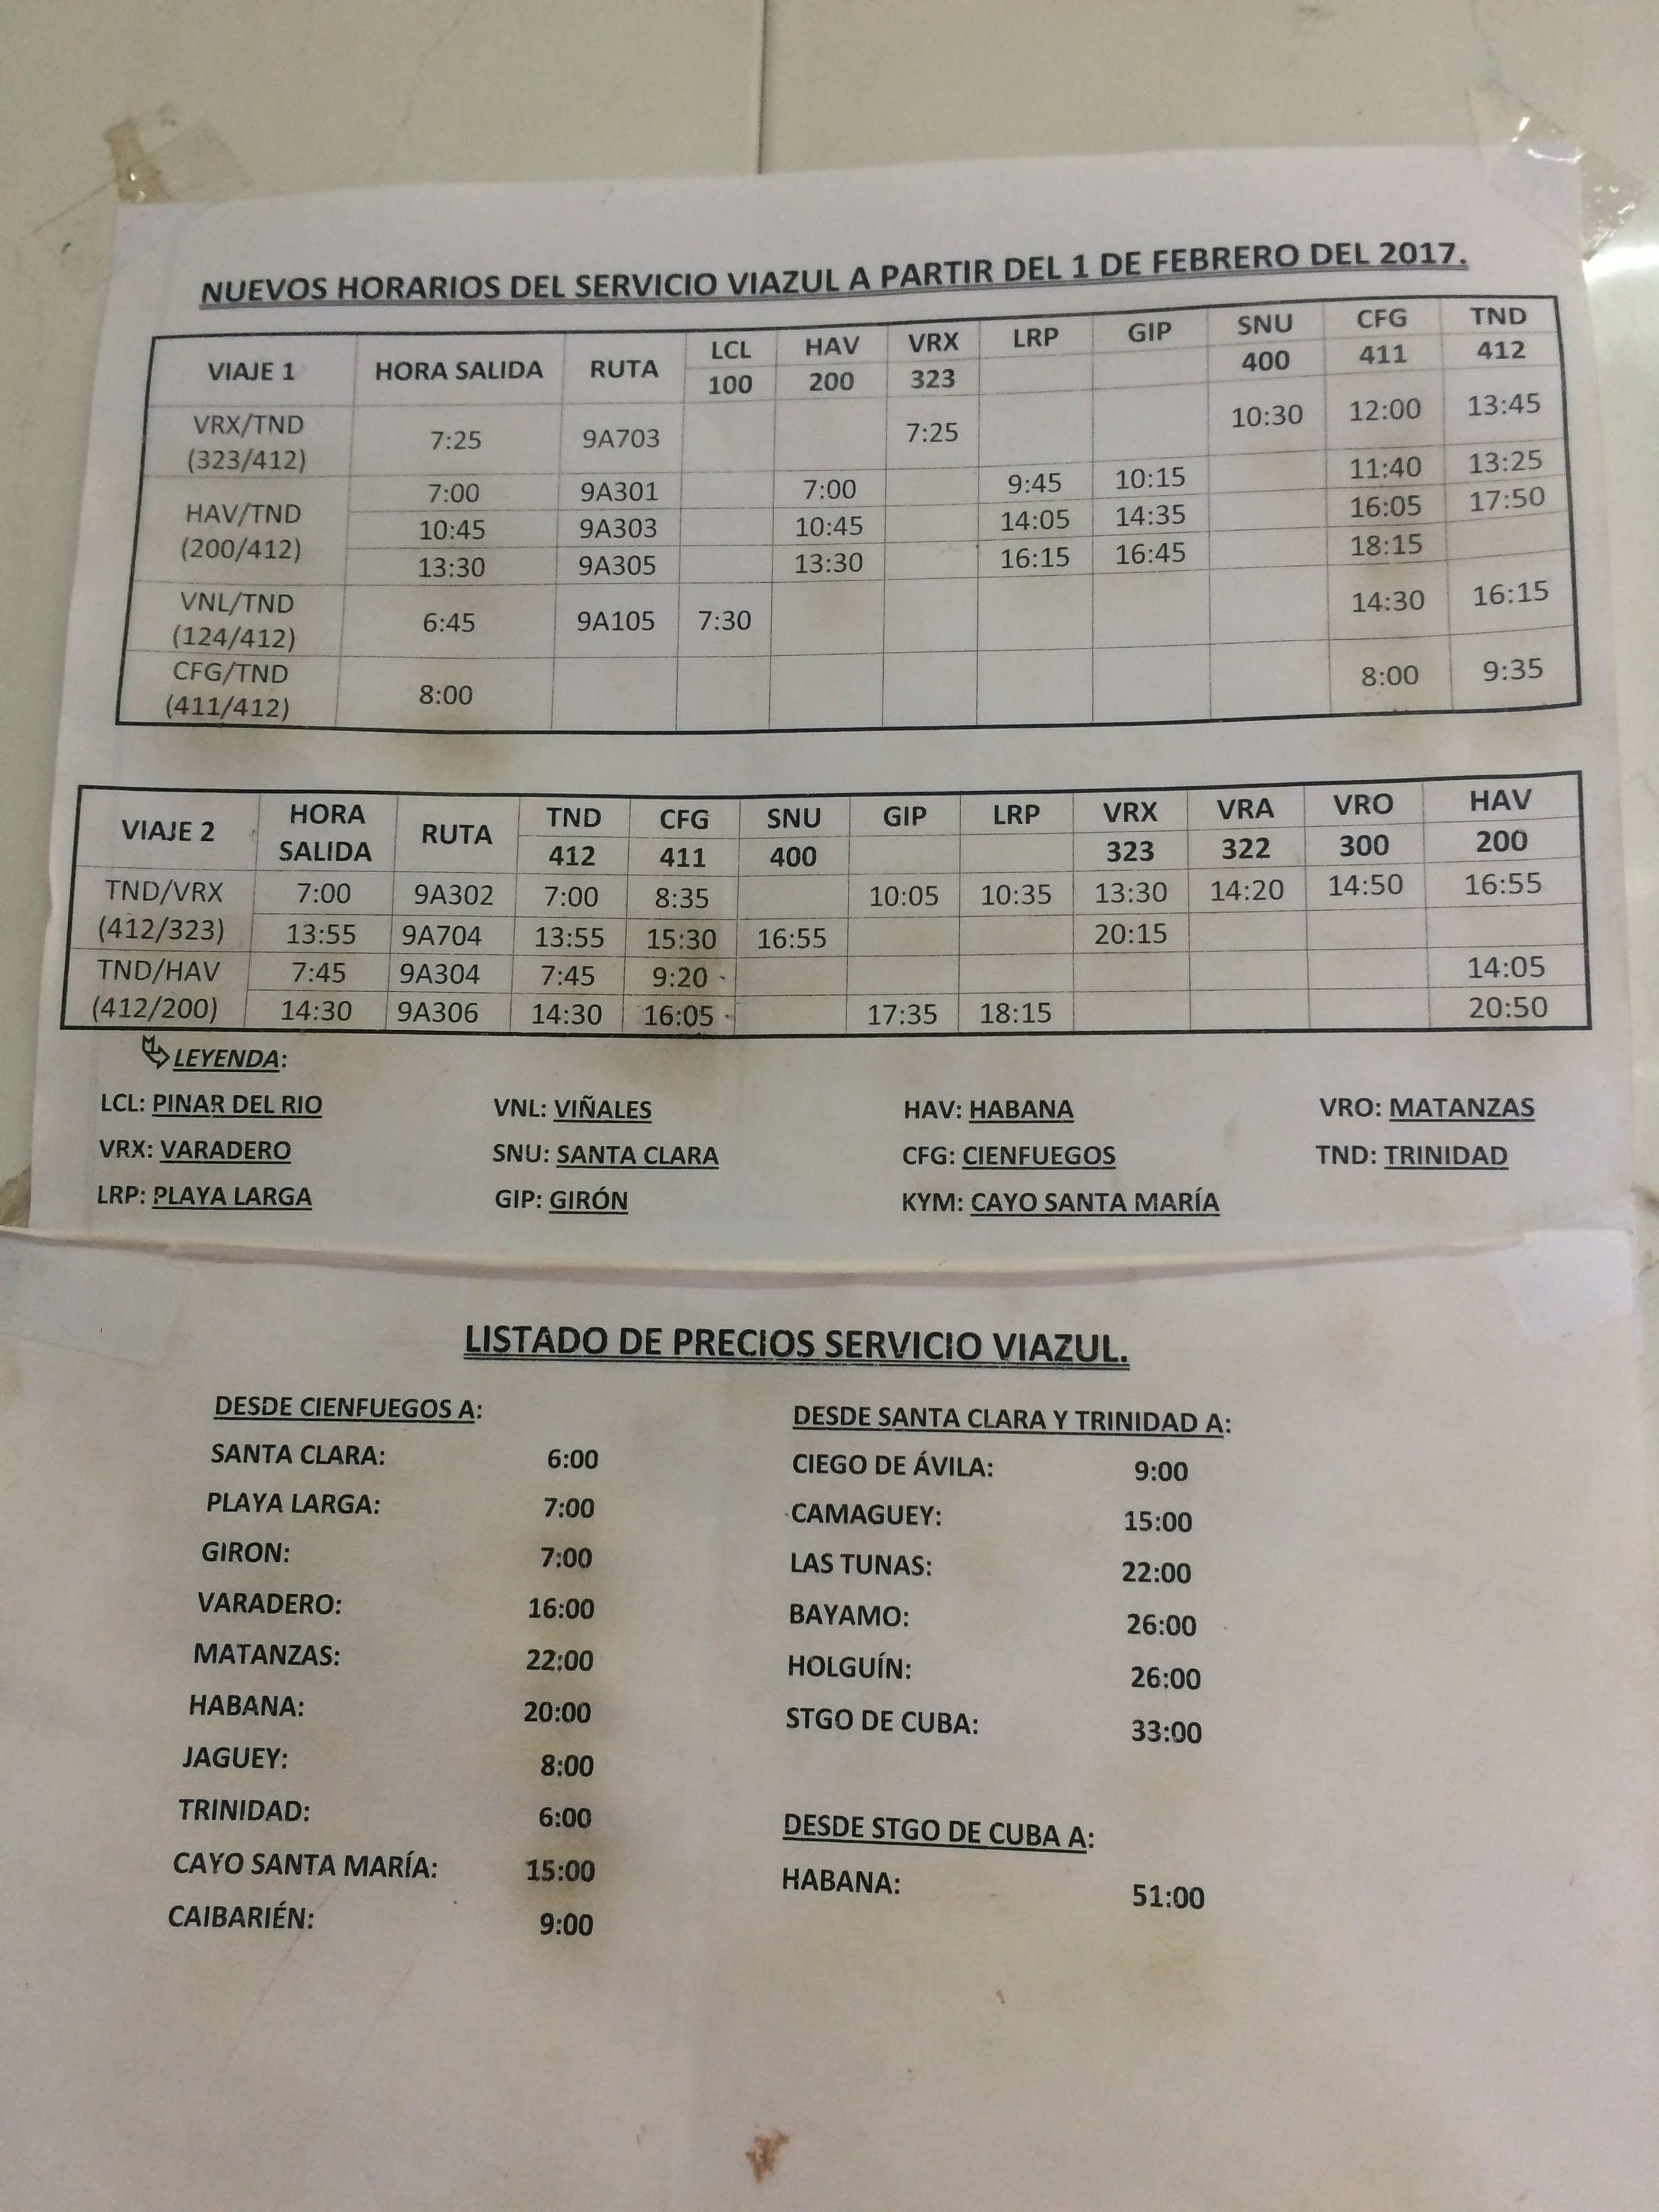 NUEVOS HORARIOS DEL SERVICIO VIAZUL A PARTIR DEL 1 DE FEBRERO DEL 2017.
VIAJE 1 HORA SALIDA RUTA LCL HAV VRX LRP GIP SNU CFG TND
100 200 323 400 411 412
VRX/TND (323/412) 7:25 9A703 7:25 10:30 12:00 13:45
HAV/TND (200/412) 7:00 9A301 7:00 9:45 10:15 11:40 13:25
10:45 9A303 10:45 14:05 14:35 16:05 17:50
13:30 9A305 13:30 16:15 16:45 18:15
VNL/TND (124/412) 6:45 9A105 7:30 14:30 16:15
CFG/TND (411/412) 8:00 8:00 9:35
VIAJE 2 HORA SALIDA RUTA TND CFG SNU GIP LRP VRX VRA VRO HAV
412 411 400 323 322 300 200
TND/VRX (412/323) 7:00 9A302 7:00 8:35 10:05 10:35 13:30 14:20 14:50 16:55
13:55 9A704 13:55 15:30 16:55 20:15
TND/HAV (412/200) 7:45 9A304 7:45 9:20 14:05
14:30 9A306 14:30 16:05 17:35 18:15 20:50
LEYENDA:
LCL: PINAR DEL RIO VNL: VIÑALES HAV: HABANA VRO: MATANZAS
VRX: VARADERO SNU: SANTA CLARA CFG: CIENFUEGOS TND: TRINIDAD
LRP: PLAYA LARGA GIP: GIRÓN KYM: CAYO SANTA MARÍA
LISTADO DE PRECIOS SERVICIO VIAZUL.
DESDE CIENFUEGOS A:
SANTA CLARA: 6:00
PLAYA LARGA: 7:00
GIRON: 7:00
VARADERO: 16:00
MATANZAS: 22:00
HABANA: 20:00
JAGUEY: 8:00
TRINIDAD: 6:00
CAYO SANTA MARÍA: 15:00
CAIBARIÉN: 9:00
DESDE SANTA CLARA Y TRINIDAD A:
CIEGO DE ÁVILA: 9:00
CAMAGUEY: 15:00
LAS TUNAS: 22:00
BAYAMO: 26:00
HOLGUÍN: 26:00
STGO DE CUBA: 33:00
DESDE STGO DE CUBA A:
HABANA: 51:00